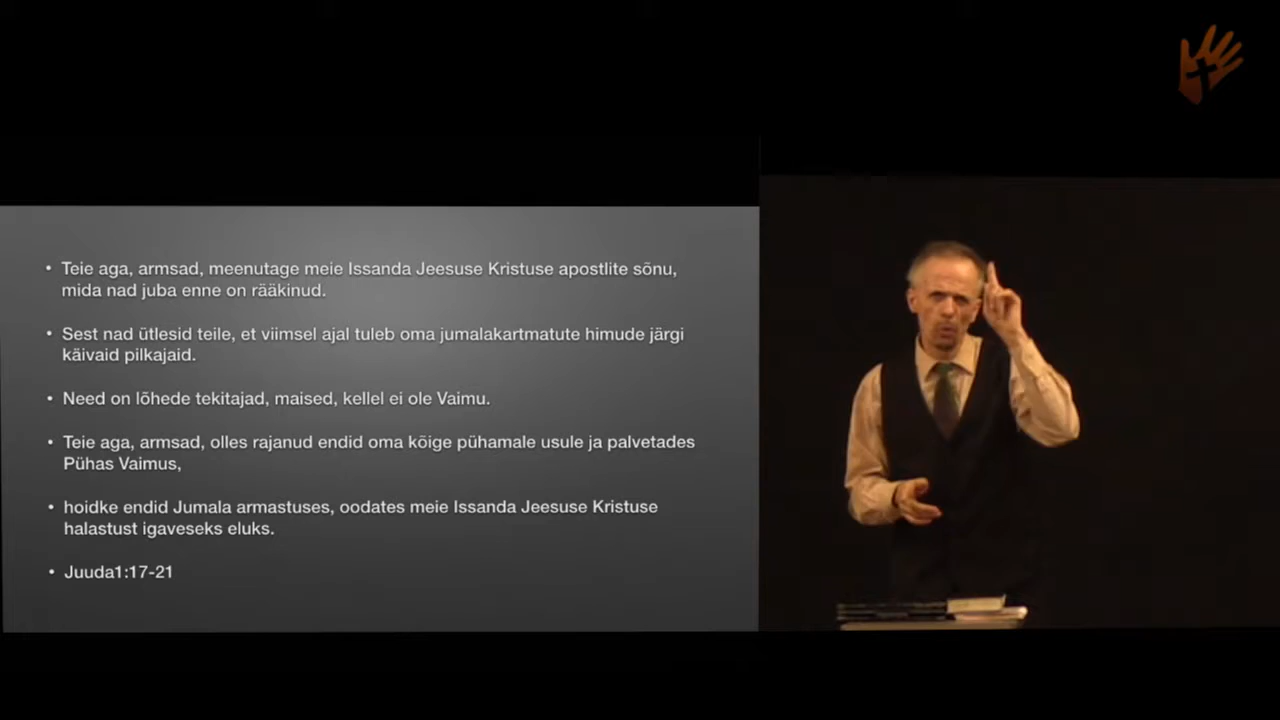 • Teie aga, armsad, meenutage meie Issanda Jeesuse Kristuse apostlite sõnu,
mida nad juba enne on rääkinud.
• Sest nad ütlesid teile, et viimsel ajal tuleb oma jumalakartmatute himude järgi
käivaid pilkajaid.
• Need on lõhede tekitajad, maised, kellel ei ole Vaimu.
• Teie aga, armsad, olles rajanud endid oma kõige pühamale usule ja palvetades
Pühas Vaimus,
• hoidke endid Jumala armastuses, oodates meie Issanda Jeesuse Kristuse
halastust igaveseks eluks.
• Juuda1:17-21